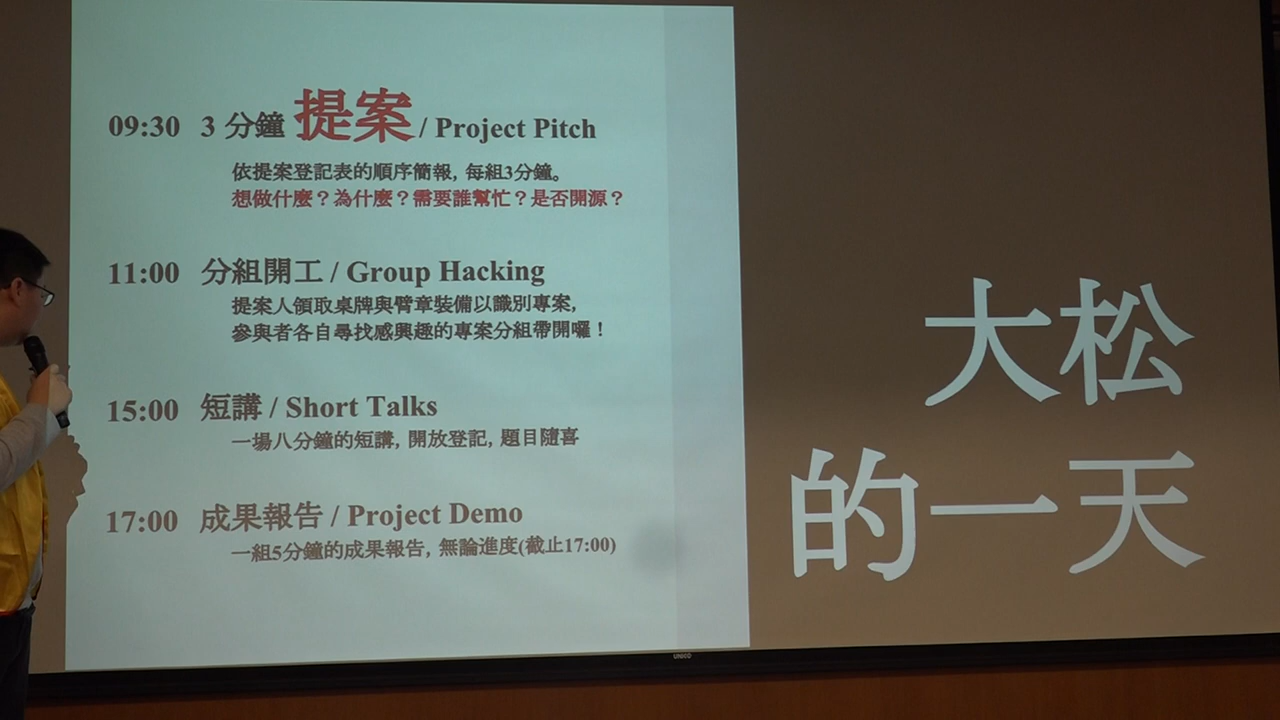 09:30 3 分鐘 提案 / Project Pitch
依提案登記表的順序簡報, 每組3分鐘。
想做什麼？為什麼？需要誰幫忙？是否開源？
11:00 分組開工 / Group Hacking
提案人領取桌牌與臂章裝備以識別專案,
參與者各自尋找感興趣的專案分組帶開囉！
15:00 短講 / Short Talks
一場八分鐘的短講, 開放登記, 題目隨喜
17:00 成果報告 / Project Demo
一組5分鐘的成果報告, 無論進度(截止17:00)
大松
的一天